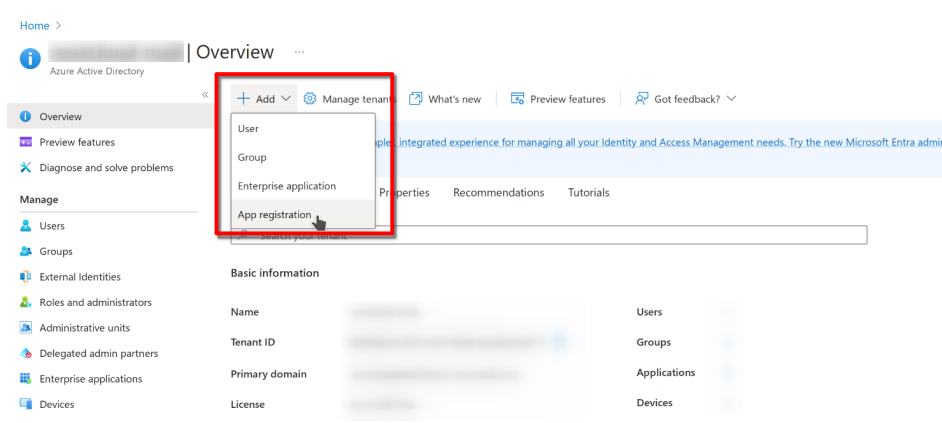 Home >
| Overview ...
Azure Active Directory
«
+ Add Manage tenants What's new Preview features Got feedback?
Overview
Preview features
Diagnose and solve problems
Manage
Users
Groups
External Identities
Roles and administrators
Administrative units
Delegated admin partners
Enterprise applications
Devices
User
Group
Enterprise application
App registration
integrated experience for managing all your Identity and Access Management needs. Try the new Microsoft Entra admi
Properties Recommendations Tutorials
Search your tenant
Basic information
Name
Tenant ID
Primary domain
License
Users
Groups
Applications
Devices